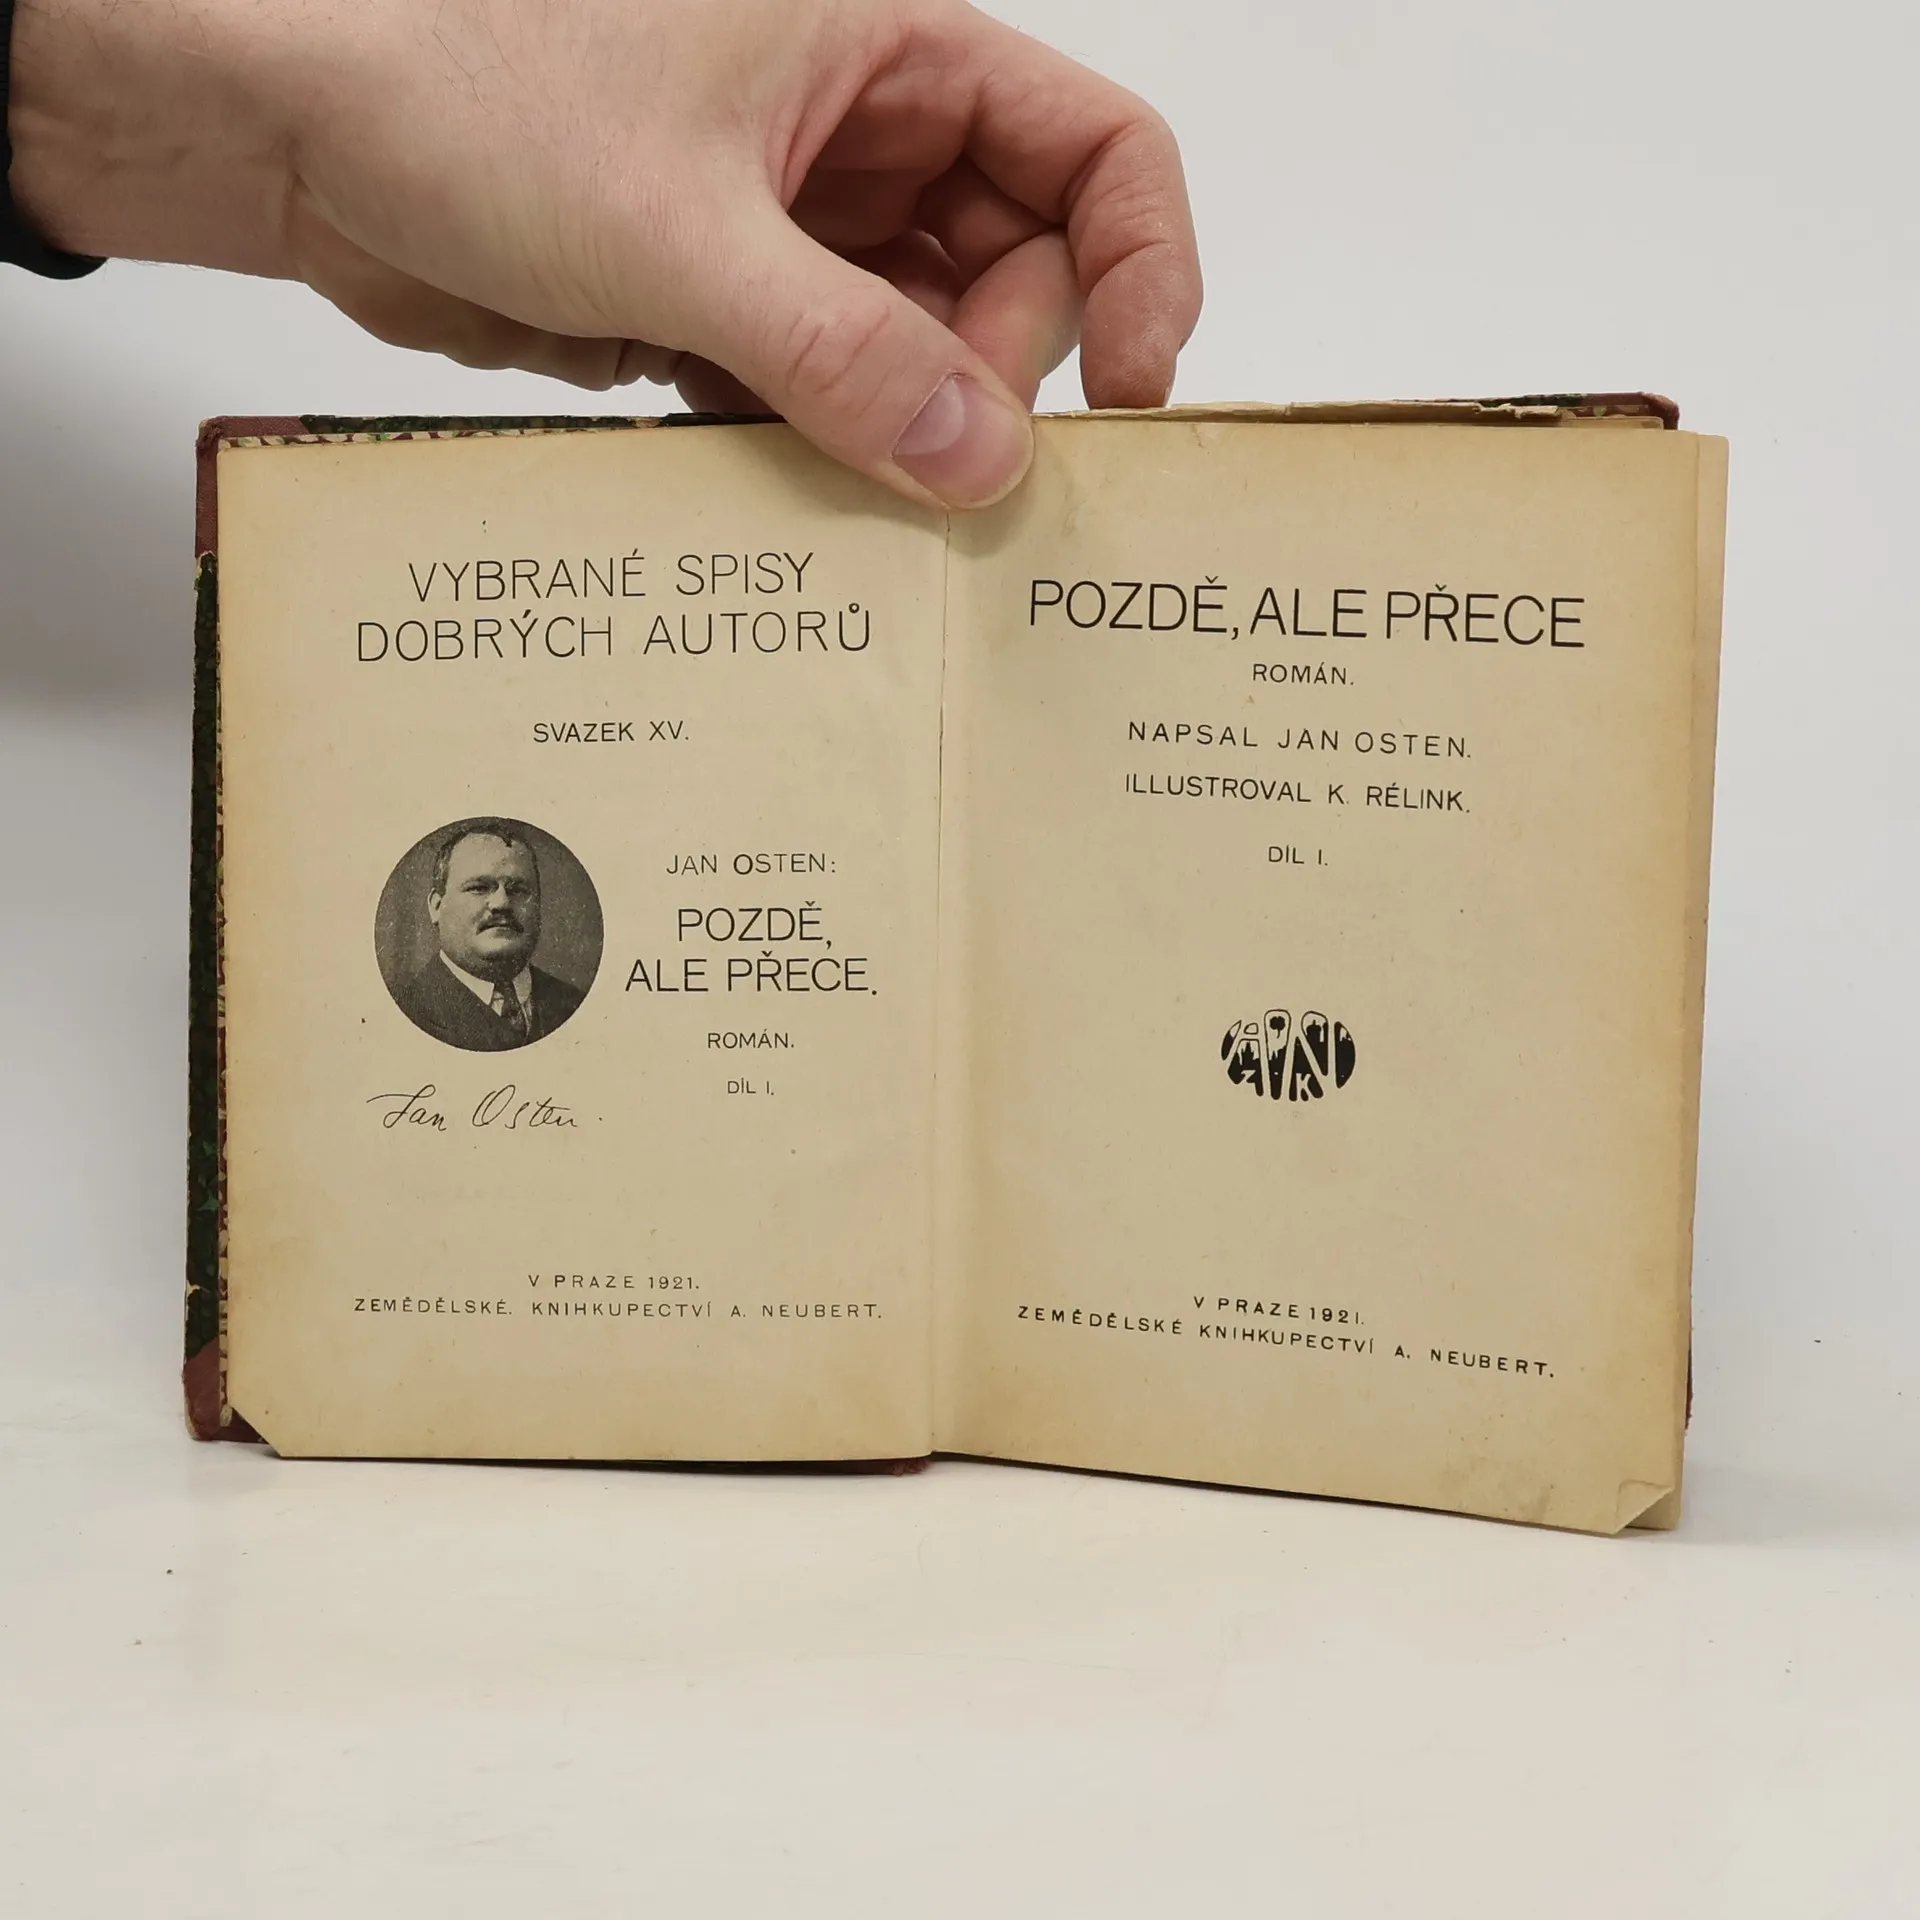 VYBRANÉ SPISY
DOBRÝCH AUTORŮ
SVAZEK XV.
JAN OSTEN:
POZDĚ,
ALE PŘECE.
ROMÁN.
DÍL I.
Jan Osten.
V PRAZE 1921.
ZEMĚDĚLSKÉ. KNIHKUPECTVÍ A. NEUBERT.
POZDĚ, ALE PŘECE
ROMÁN.
NAPSAL JAN OSTEN.
ILLUSTROVAL K. RÉLINK.
DÍL I.
V PRAZE 1921.
ZEMĚDĚLSKÉ KNIHKUPECTVÍ A. NEUBERT.